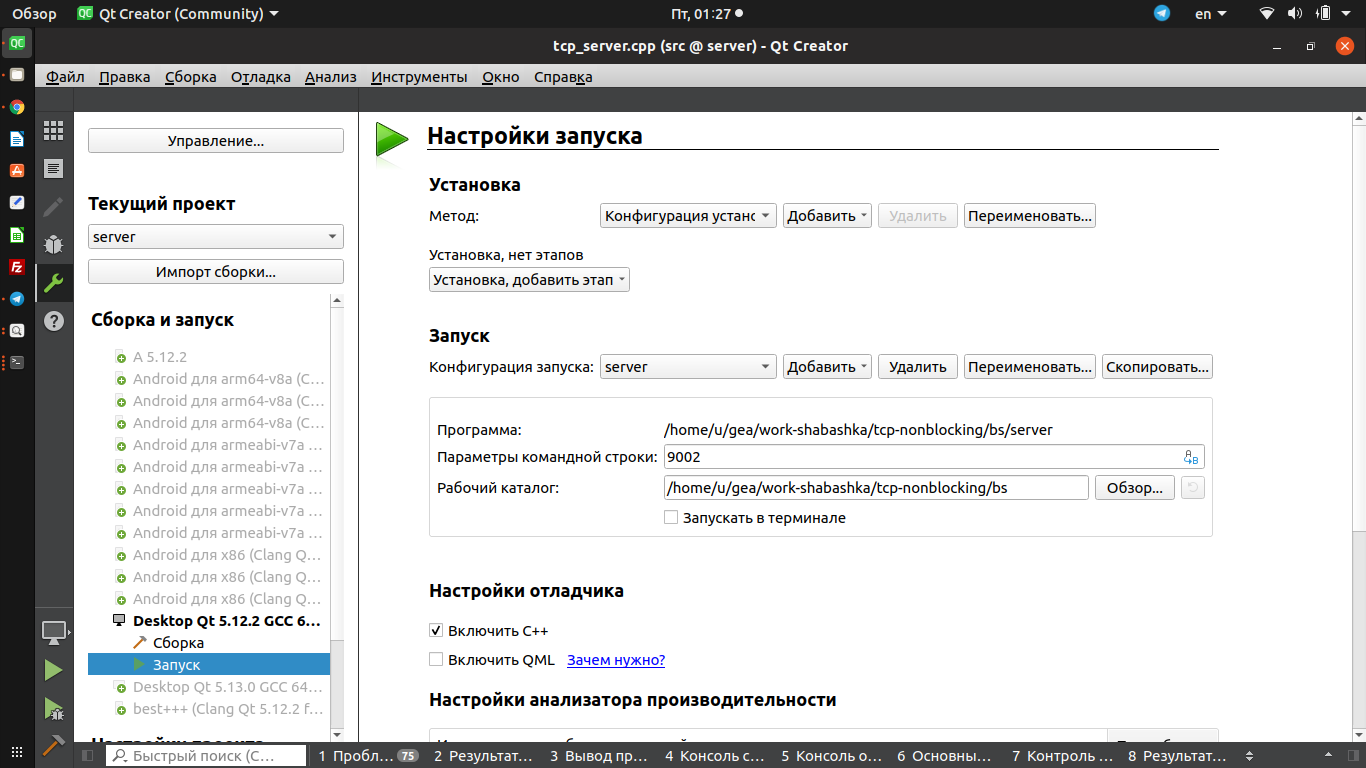 Обзор Qt Creator (Community) Пт, 01:27 en
tcp_server.cpp (src @ server) - Qt Creator
Файл Правка Сборка Отладка Анализ Инструменты Окно Справка
Управление...
Текущий проект
server
Импорт сборки...
Сборка и запуск
А 5.12.2
Android для arm64-v8a (C...
Android для arm64-v8a (C...
Android для arm64-v8a (C...
Android для armeabi-v7a ...
Android для armeabi-v7a ...
Android для armeabi-v7a ...
Android для armeabi-v7a ...
Android для armeabi-v7a ...
Android для x86 (Clang Q...
Android для x86 (Clang Q...
Android для x86 (Clang Q...
Desktop Qt 5.12.2 GCC 6...
Сборка
Запуск
Desktop Qt 5.13.0 GCC 64...
best+++ (Clang Qt 5.12.2 f...
Настройки запуска
Установка
Метод: Конфигурация устано Добавить Удалить Переименовать...
Установка, нет этапов
Установка, добавить этап
Запуск
Конфигурация запуска: server Добавить Удалить Переименовать... Скопировать...
Программа: /home/u/gea/work-shabashka/tcp-nonblocking/bs/server
Параметры командной строки: 9002
Рабочий каталог: /home/u/gea/work-shabashka/tcp-nonblocking/bs Обзор...
Запускать в терминале
Настройки отладчика
Включить C++
Включить QML Зачем нужно?
Настройки анализатора производительности
Быстрый поиск (C... 1 Пробл... 75 2 Результат... 3 Вывод пр... 4 Консоль с... 5 Консоль о... 6 Основны... 7 Контроль ... 8 Результат...